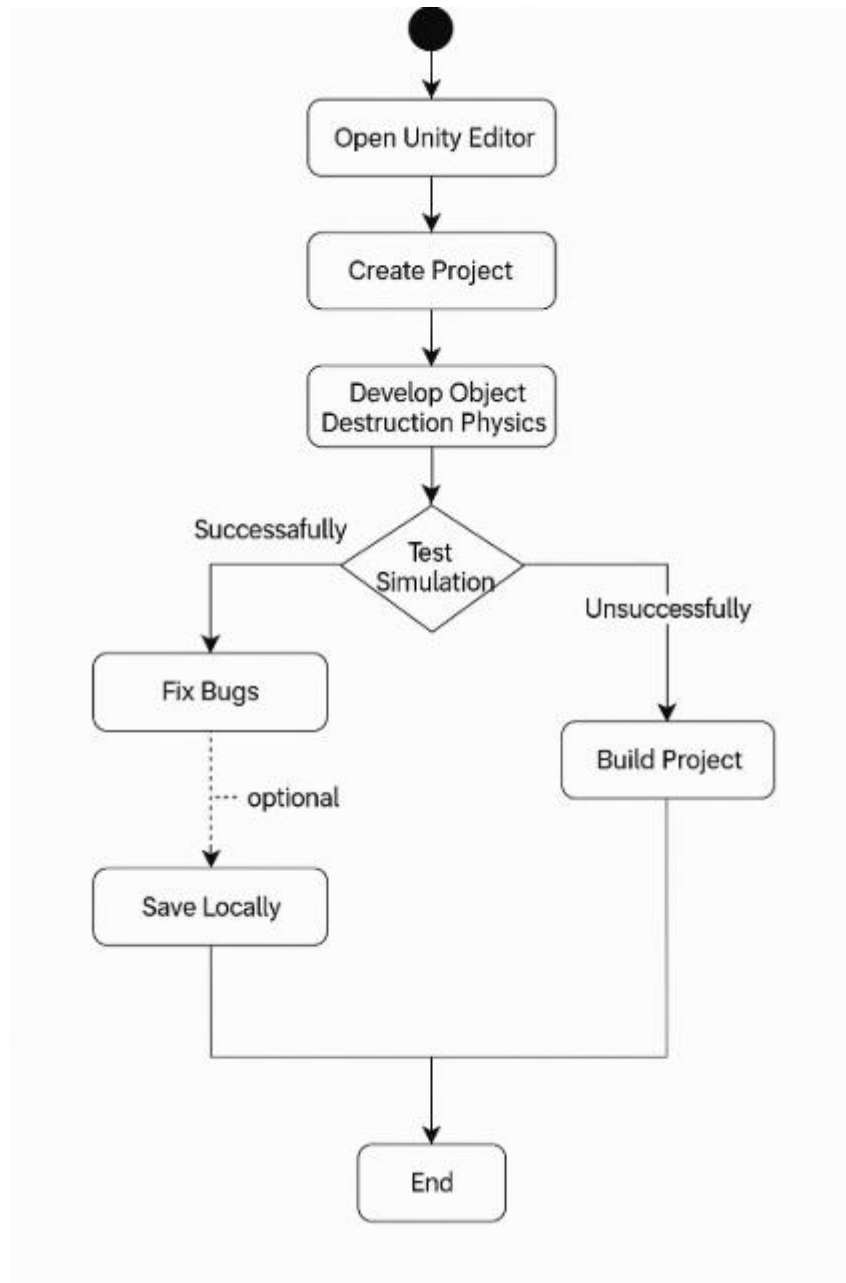 Open Unity Editor
Create Project
Develop Object
Destruction Physics
Successafully
Test
Simulation
Unsuccessfully
Fix Bugs
Build Project
optional
Save Locally
End